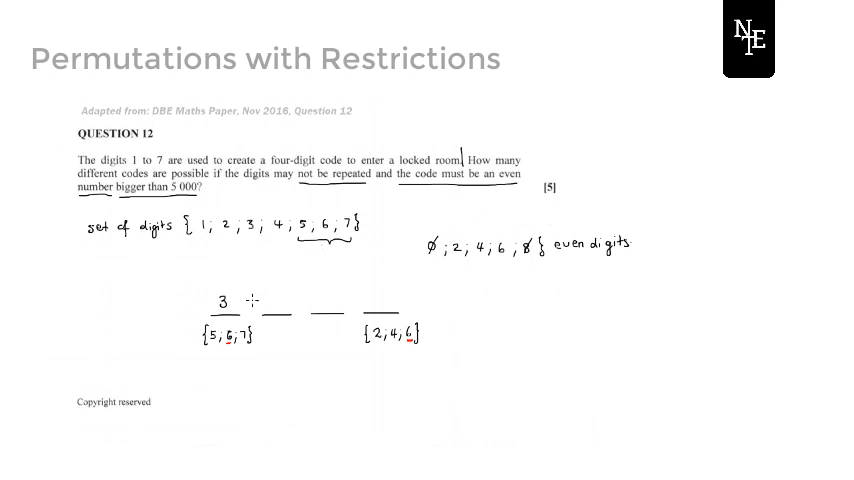 NTE
Permutations with Restrictions
Adapted from: DBE Maths Paper, Nov 2016, Question 12
QUESTION 12
The digits 1 to 7 are used to create a four-digit code to enter a locked room. How many
different codes are possible if the digits may not be repeated and the code must be an even
number bigger than 5 000?
[5]
set of digits { 1; 2; 3; 4; 5; 6; 7}
0; 2; 4; 6; 8 } even digits.
3
{5; 6; 7} {2; 4; 6}
Copyright reserved